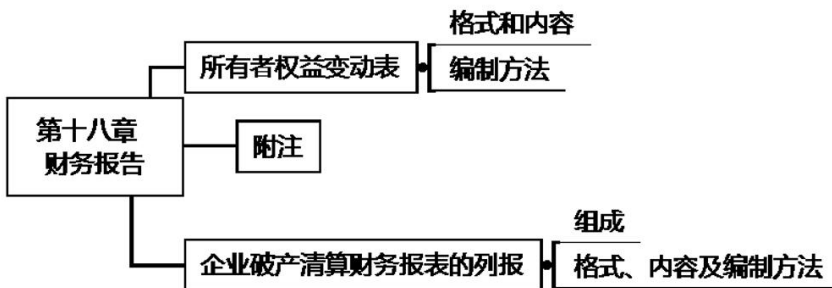 格式和内容
所有者权益变动表
编制方法
第十八章
财务报告
附注
组成
企业破产清算财务报表的列报
格式、内容及编制方法